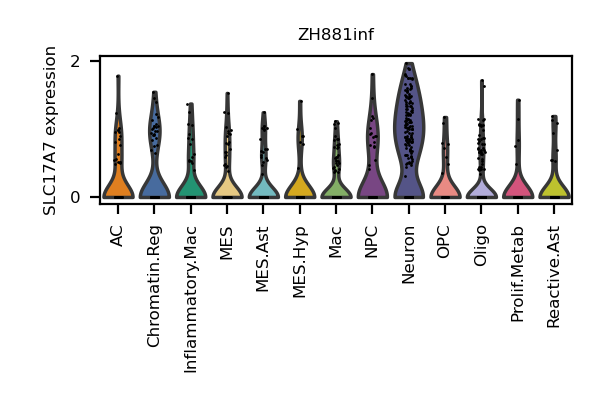 ZH881inf
SLC17A7 expression
2
0
AC
Chromatin.Reg
Inflammatory.Mac
MES
MES.Ast
MES.Hyp
Mac
NPC
Neuron
OPC
Oligo
Prolif.Metab
Reactive.Ast